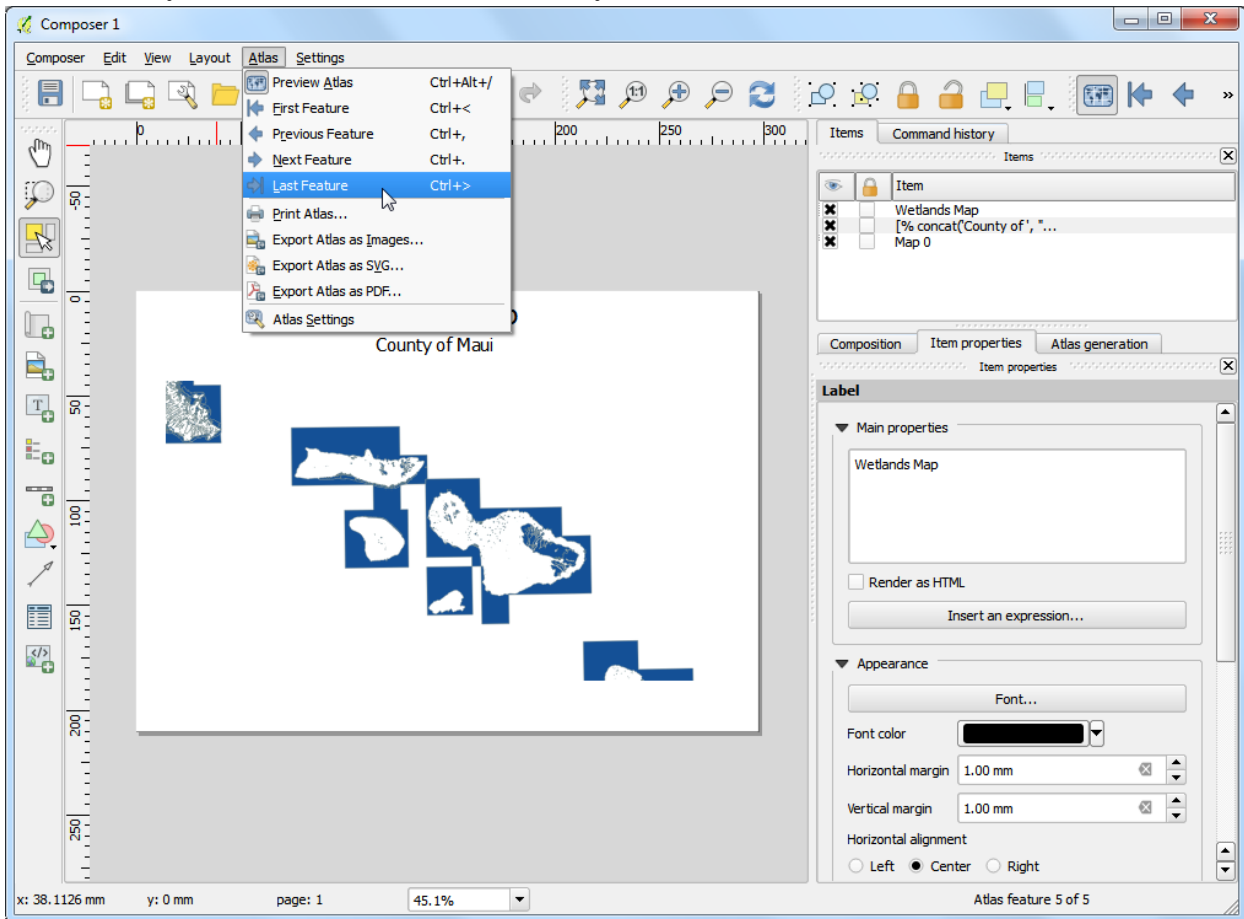 Composer 1
Composer Edit View Layout Atlas Settings
Preview Atlas Ctrl+Alt+/
First Feature Ctrl+<
Previous Feature Ctrl+,
Next Feature Ctrl+.
Last Feature Ctrl+>
Print Atlas...
Export Atlas as Images...
Export Atlas as SVG...
Export Atlas as PDF...
Atlas Settings
1:1
»
0 200 250 300
-50
0
50
100
150
200
250
County of Maui
Items Command history
Items
Item
Wetlands Map
[% concat('County of ', "...
Map 0
Composition Item properties Atlas generation
Item properties
Label
Main properties
Wetlands Map
Render as HTML
Insert an expression...
Appearance
Font...
Font color
Horizontal margin 1.00 mm
Vertical margin 1.00 mm
Horizontal alignment
Left Center Right
x: 38.1126 mm y: 0 mm page: 1 45.1% Atlas feature 5 of 5